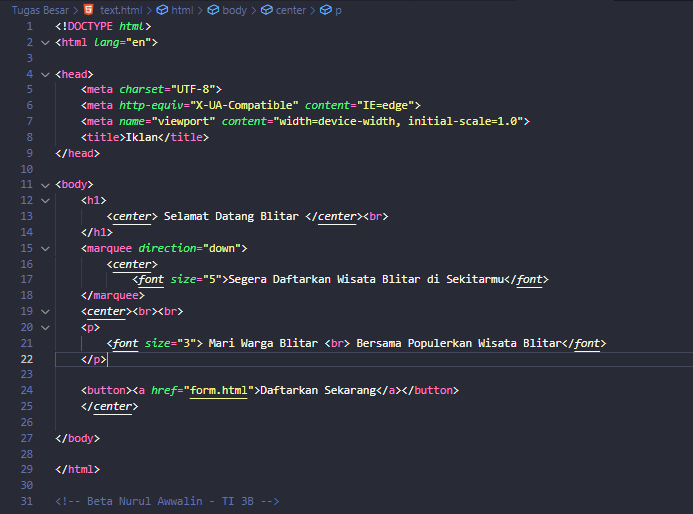 Tugas Besar > text.html > html > body > center > p
1 <!DOCTYPE html>
2 <html lang="en">
3
4 <head>
5     <meta charset="UTF-8">
6     <meta http-equiv="X-UA-Compatible" content="IE=edge">
7     <meta name="viewport" content="width=device-width, initial-scale=1.0">
8     <title>Iklan</title>
9 </head>
10
11 <body>
12     <h1>
13         <center> Selamat Datang Blitar </center><br>
14     </h1>
15     <marquee direction="down">
16         <center>
17             <font size="5">Segera Daftarkan Wisata Blitar di Sekitarmu</font>
18     </marquee>
19     <center><br><br>
20     <p>
21         <font size="3"> Mari Warga Blitar <br> Bersama Populerkan Wisata Blitar</font>
22     </p>
23
24     <button><a href="form.html">Daftarkan Sekarang</a></button>
25     </center>
26
27 </body>
28
29 </html>
30
31 <!-- Beta Nurul Awwalin - TI 3B -->